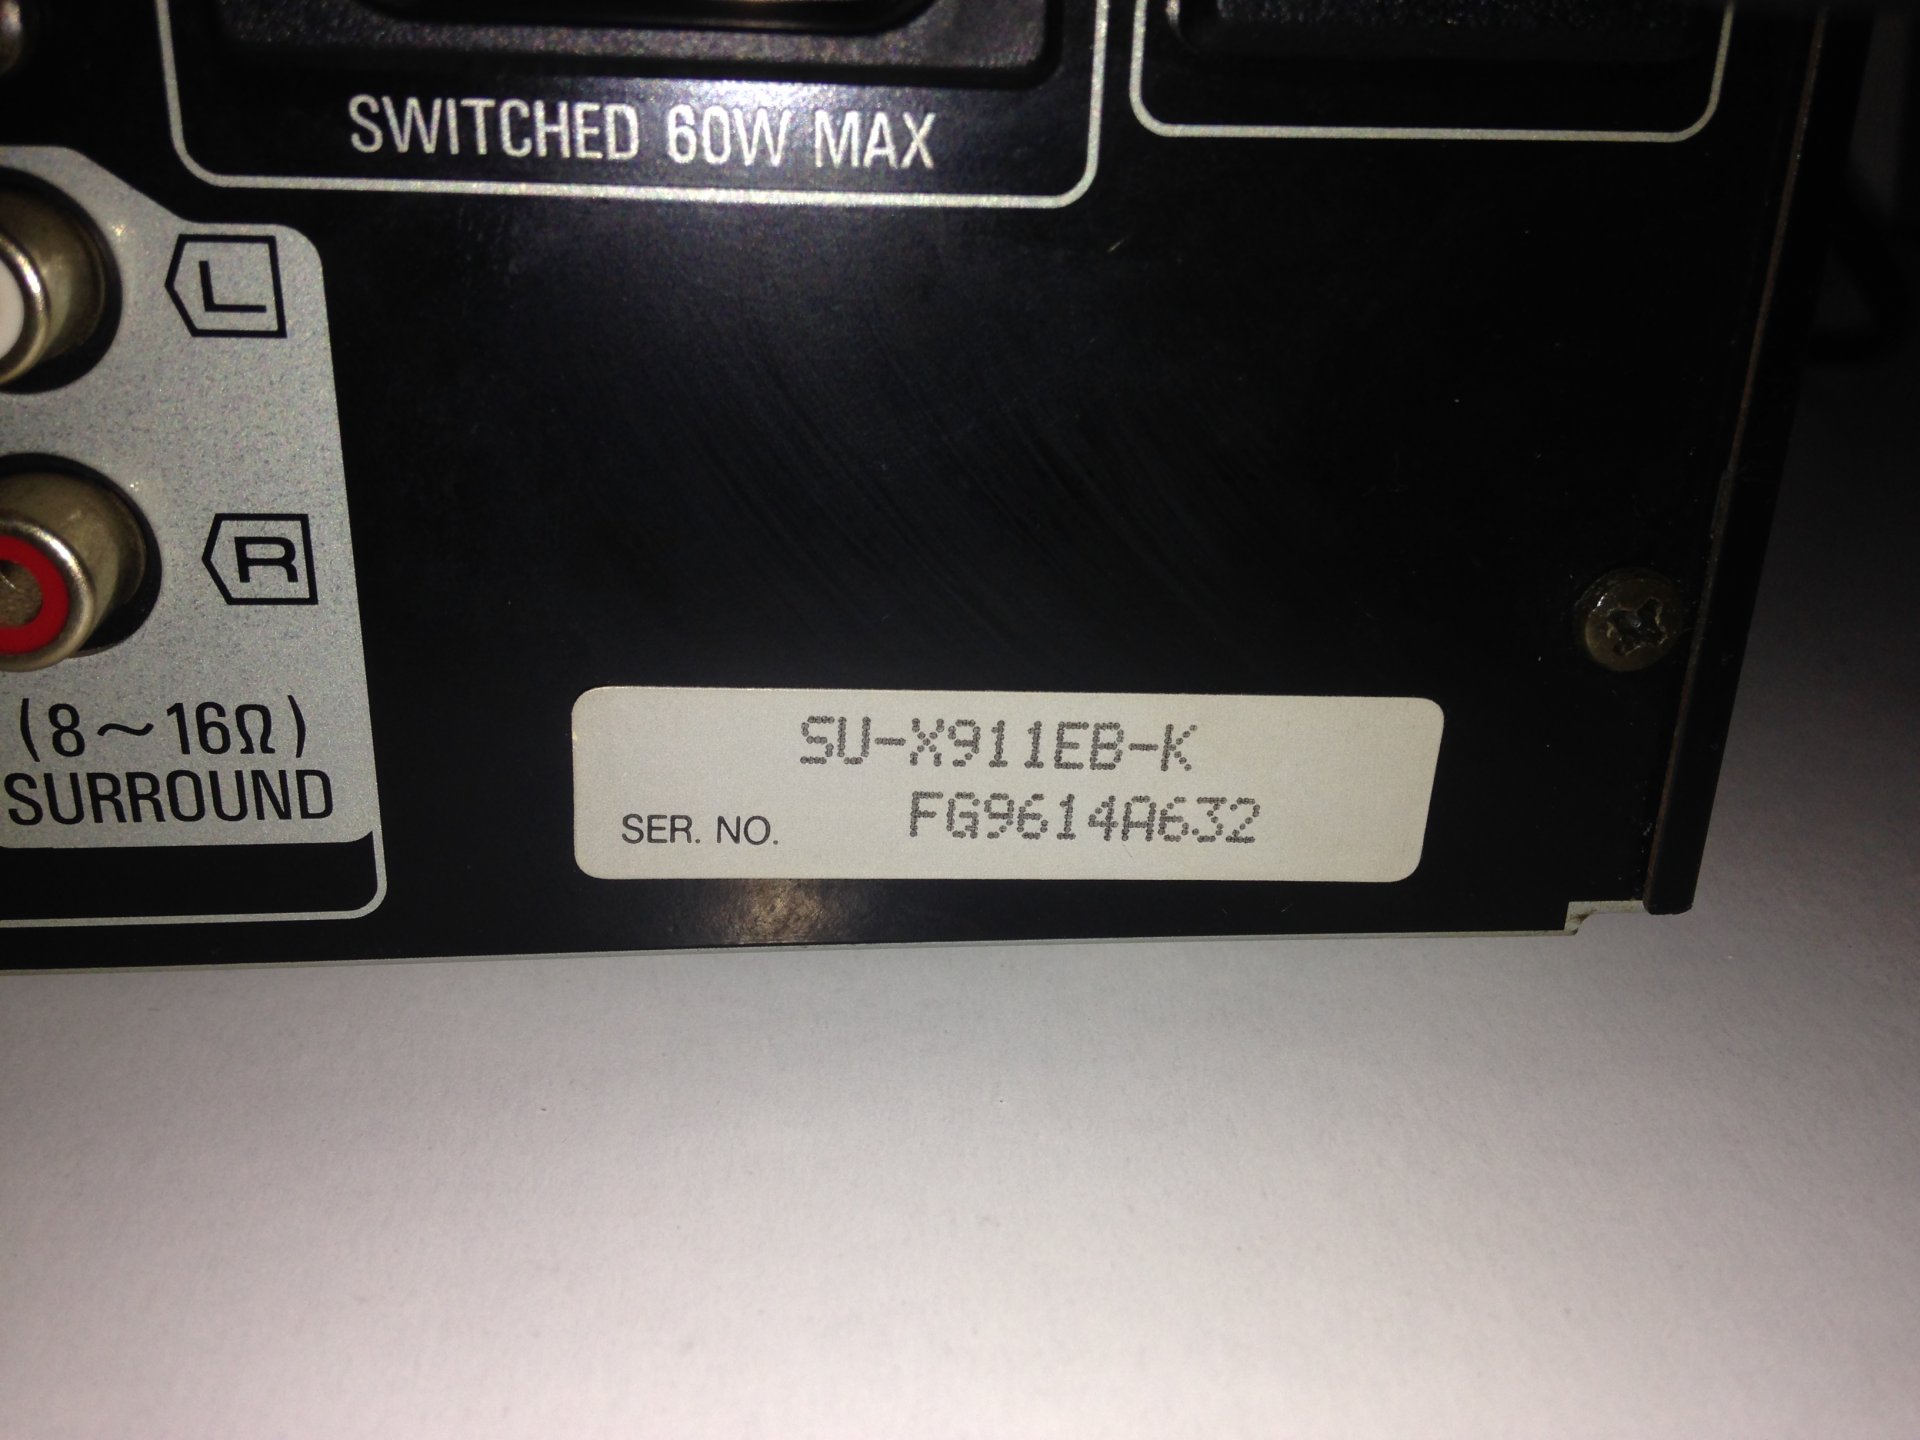 SWITCHED 60W MAX
L
R
(8~16Ω)
SURROUND
SU-X911EB-K
SER. NO. FG9614A632